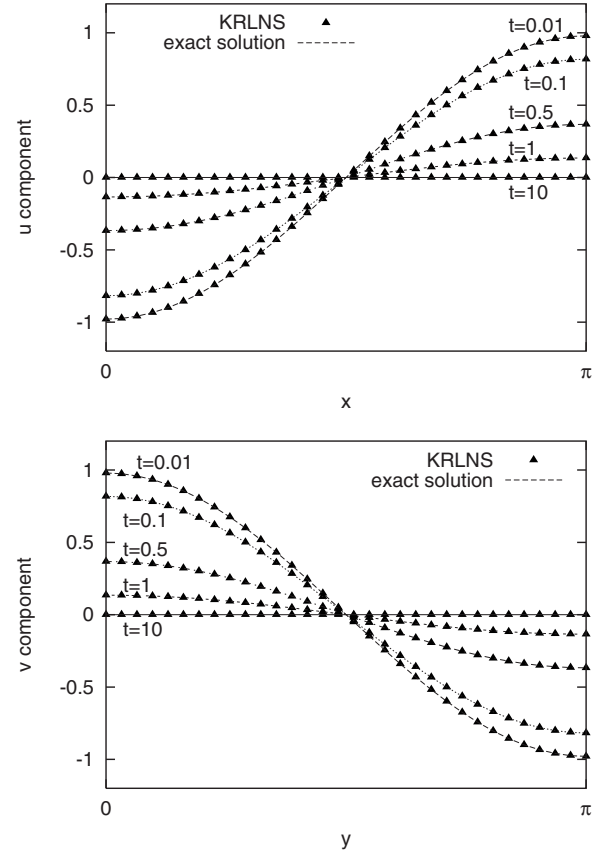 KRLNS
exact solution
t=0.01
t=0.1
t=0.5
t=1
t=10
1
0.5
0
-0.5
-1
u component
0
π
x
KRLNS
exact solution
t=0.01
t=0.1
t=0.5
t=1
t=10
1
0.5
0
-0.5
-1
v component
0
π
y